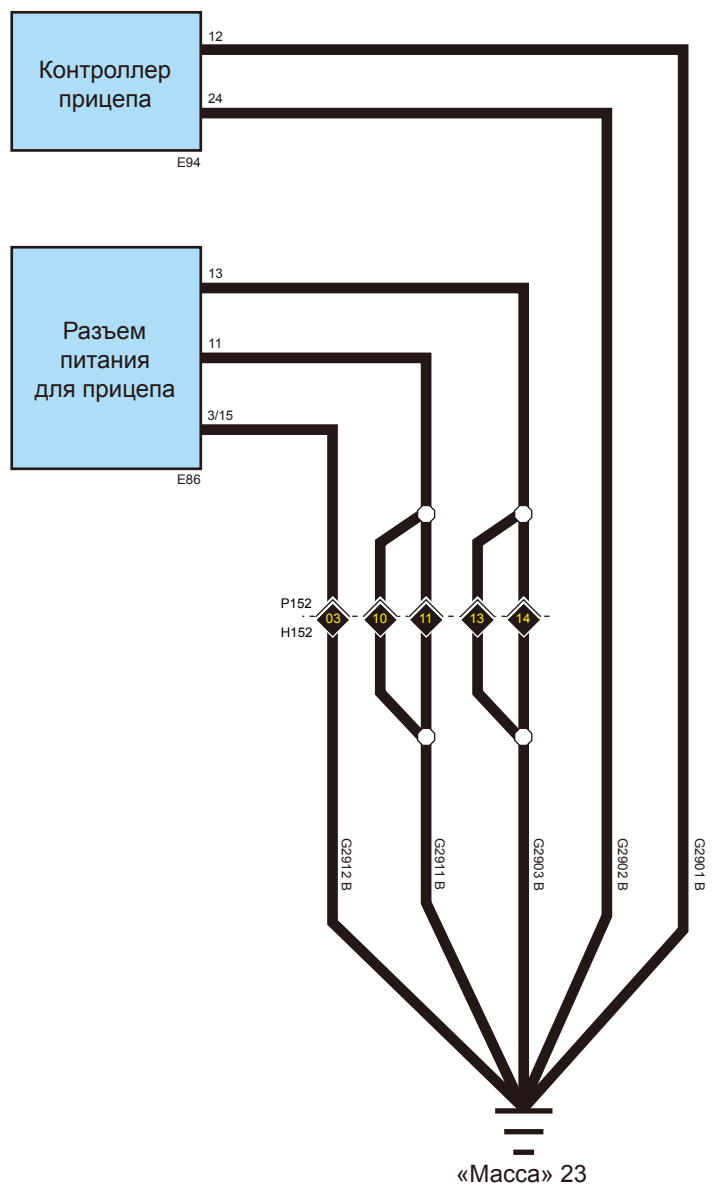 12
Контроллер
прицепа
24
E94
13
Разъем
питания
для прицепа
11
3/15
E86
P152
03
10
11
13
14
H152
G2912 B
G2911 B
G2903 B
G2902 B
G2901 B
«Масса» 23